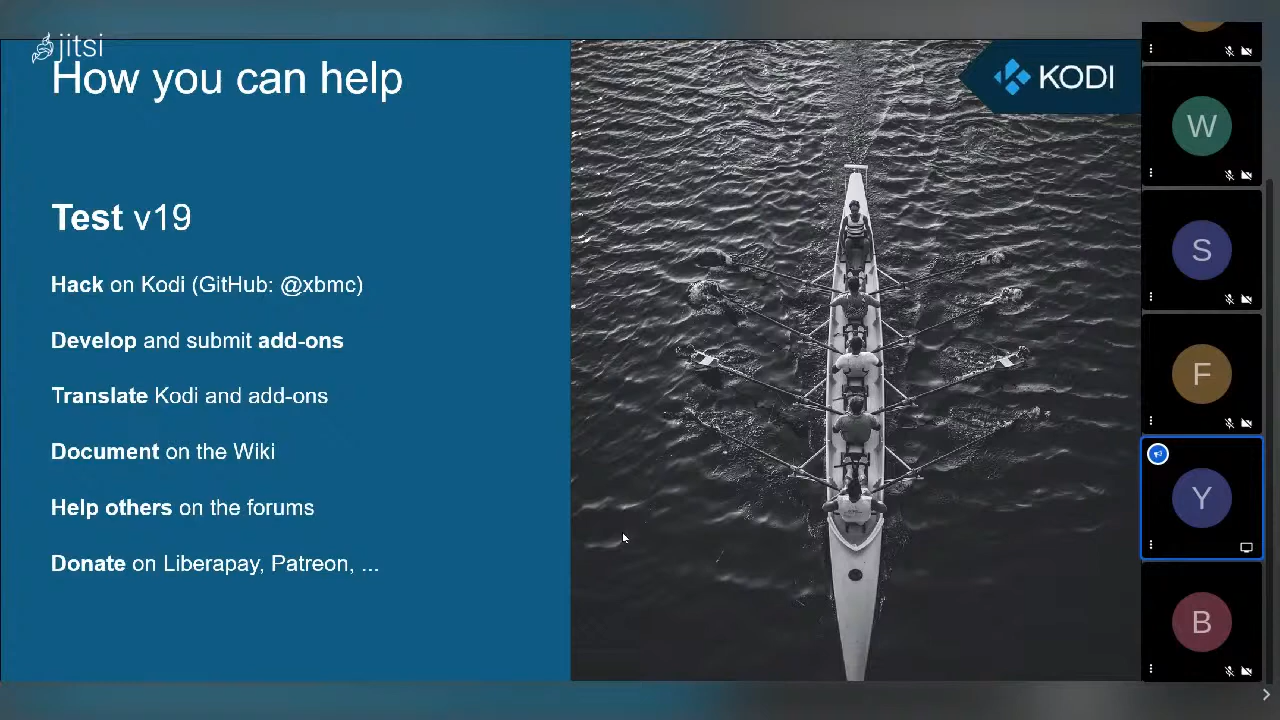 jitsi
How you can help
KODI
Test v19
Hack on Kodi (GitHub: @xbmc)
Develop and submit add-ons
Translate Kodi and add-ons
Document on the Wiki
Help others on the forums
Donate on Liberapay, Patreon, ...
W
S
F
Y
B